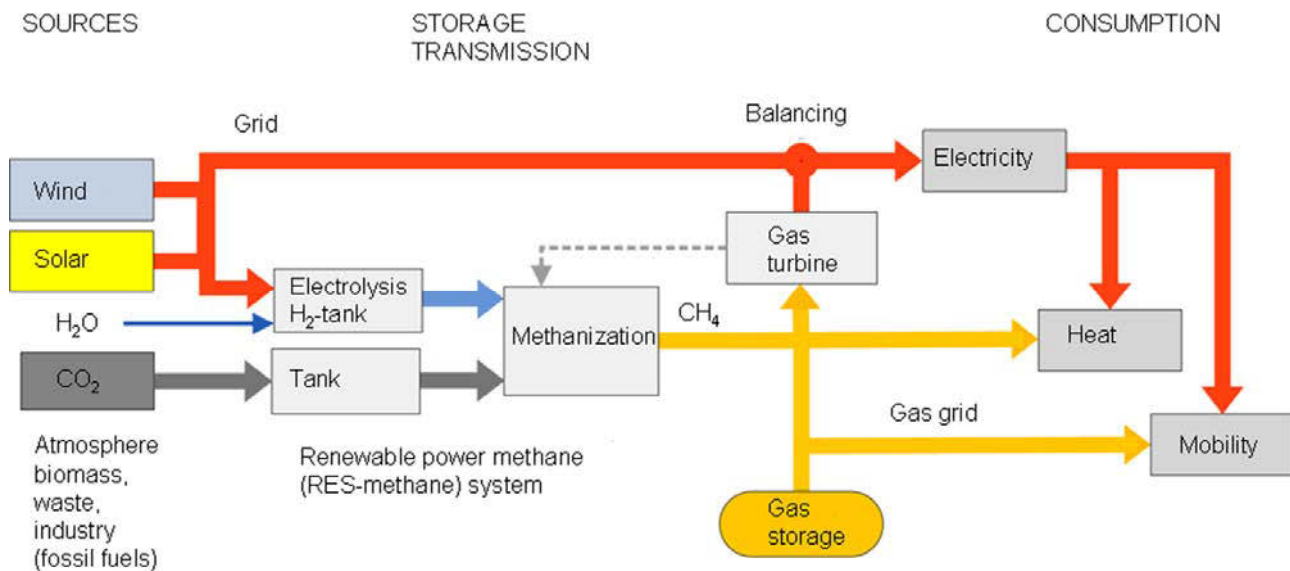 SOURCES
STORAGE
TRANSMISSION
CONSUMPTION
Grid
Balancing
Wind
Electricity
Solar
Gas
turbine
Electrolysis
H₂-tank
H₂O
Methanization
CH₄
Heat
CO₂
Tank
Gas grid
Mobility
Atmosphere
biomass,
waste,
industry
(fossil fuels)
Renewable power methane
(RES-methane) system
Gas
storage